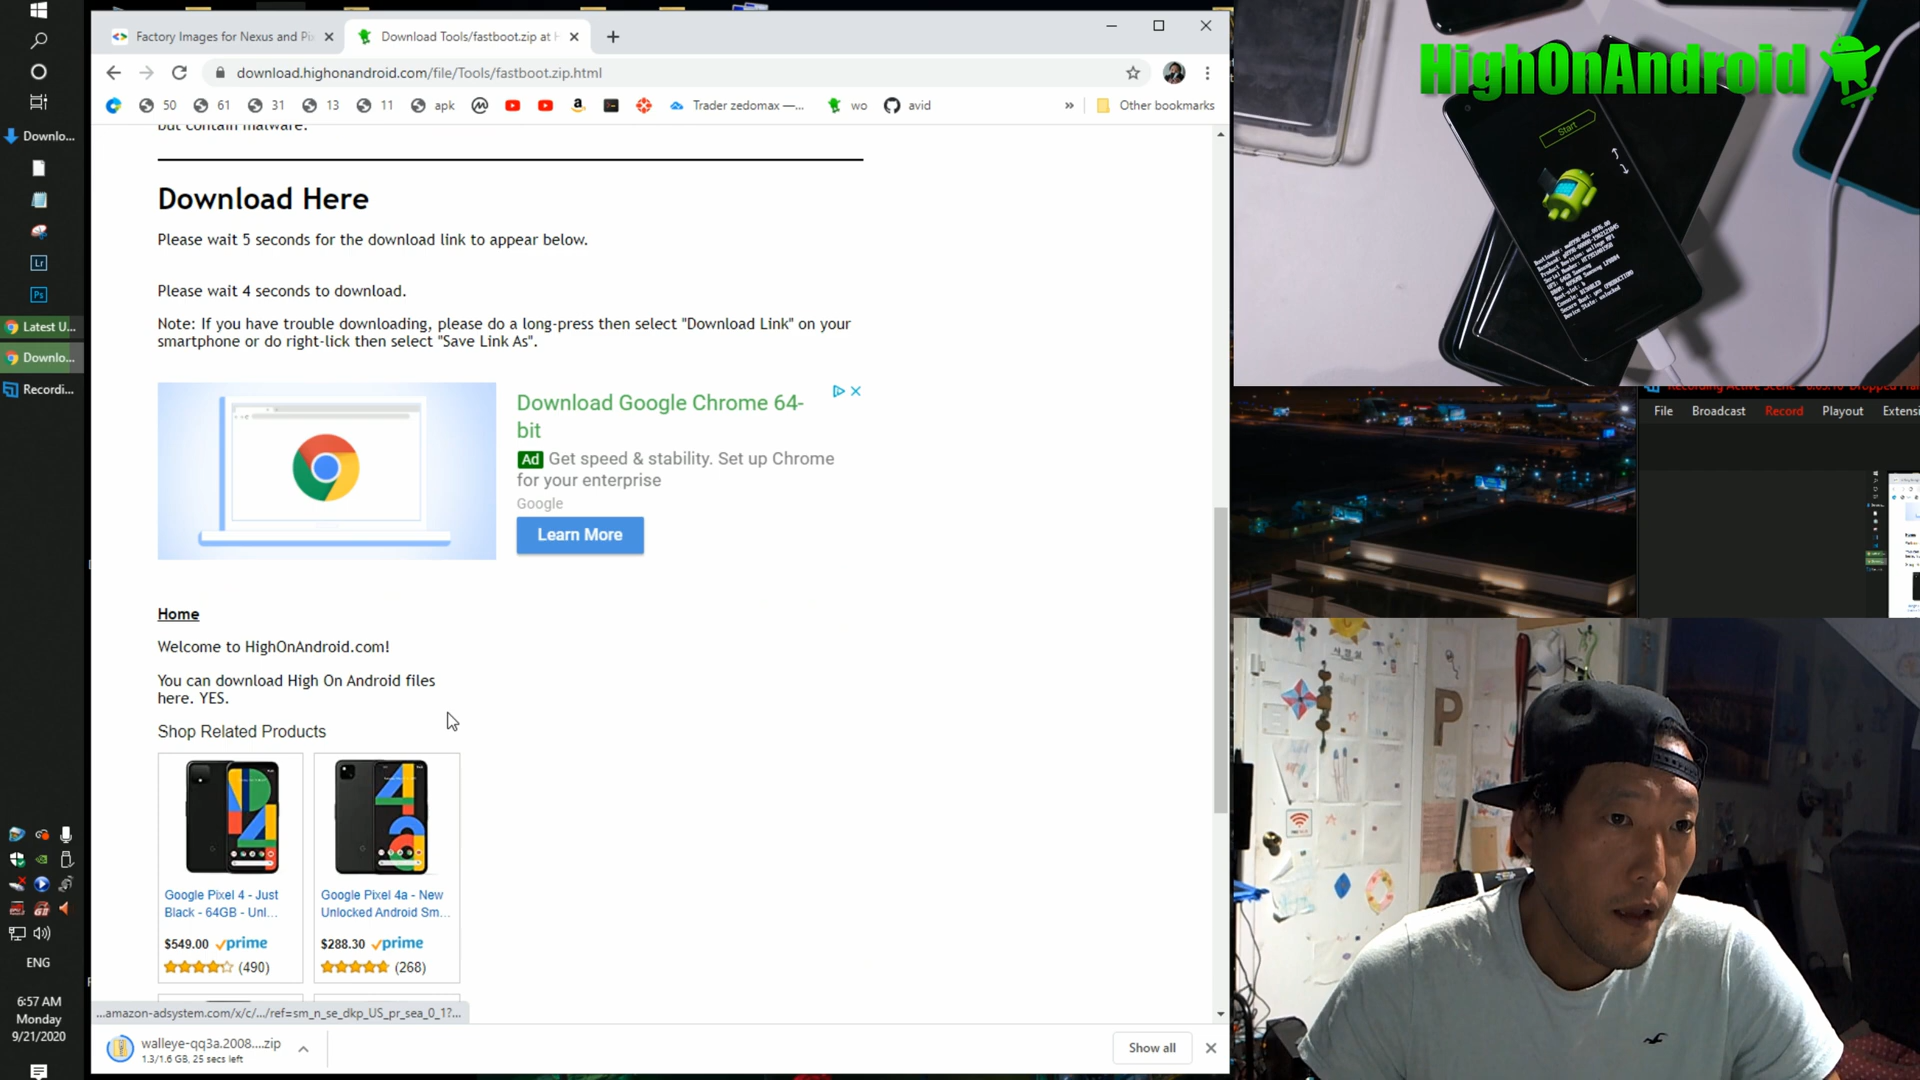 Factory Images for Nexus and Pi
Download Tools/fastboot.zip at H
download.highonandroid.com/file/Tools/fastboot.zip.html
50
61
31
13
11
apk
Trader zedomax —...
wo
avid
»
Other bookmarks
Downlo...
Lr
Ps
Latest U...
Downlo...
Recordi...
but contain malware.
Download Here
Please wait 5 seconds for the download link to appear below.
Please wait 4 seconds to download.
Note: If you have trouble downloading, please do a long-press then select "Download Link" on your
smartphone or do right-lick then select "Save Link As".
Download Google Chrome 64-
bit
Ad Get speed & stability. Set up Chrome
for your enterprise
Google
Learn More
Home
Welcome to HighOnAndroid.com!
You can download High On Android files
here. YES.
Shop Related Products
Google Pixel 4 - Just
Black - 64GB - Unl...
$549.00 prime
(490)
Google Pixel 4a - New
Unlocked Android Sm...
$288.30 prime
(268)
...amazon-adsystem.com/x/c/.../ref=sm_n_se_dkp_US_pr_sea_0_1?...
walleye-qq3a.2008....zip
1.3/1.6 GB, 25 secs left
Show all
ENG
6:57 AM
Monday
9/21/2020
HighOnAndroid
Start
File Broadcast Record Playout Extensi
P